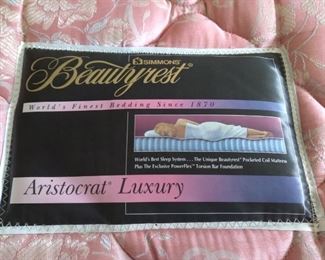 SIMMONS®
Beautyrest®
World's Finest Bedding Since 1870
World's Best Sleep System . . . The Unique Beautyrest® Pocketed Coil Mattress
Plus The Exclusive PowerFlex™ Torsion Bar Foundation
Aristocrat® Luxury